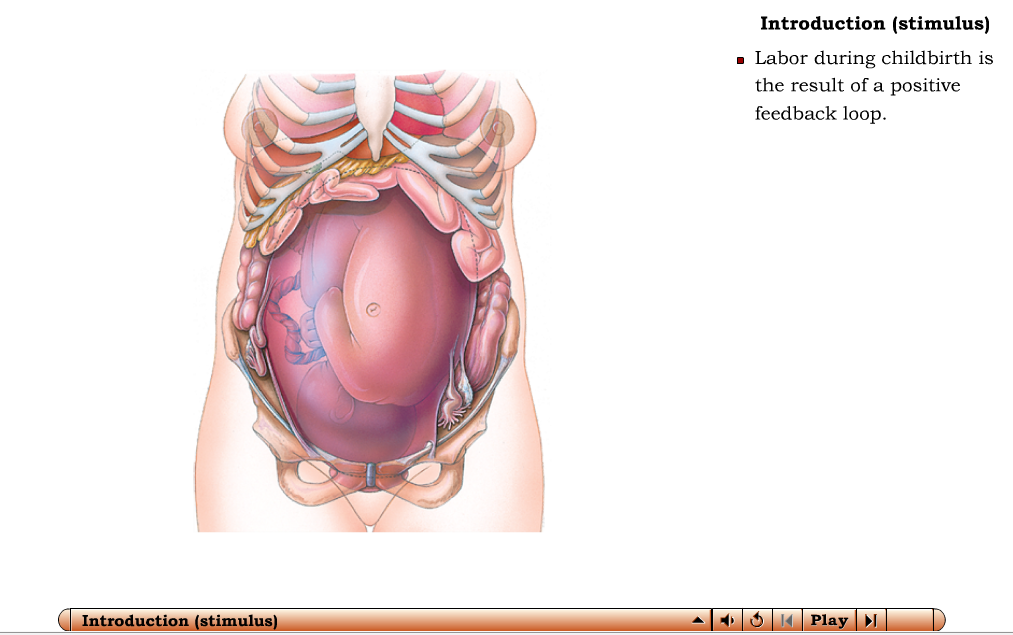 Introduction (stimulus)
Labor during childbirth is
the result of a positive
feedback loop.
Introduction (stimulus)
Play